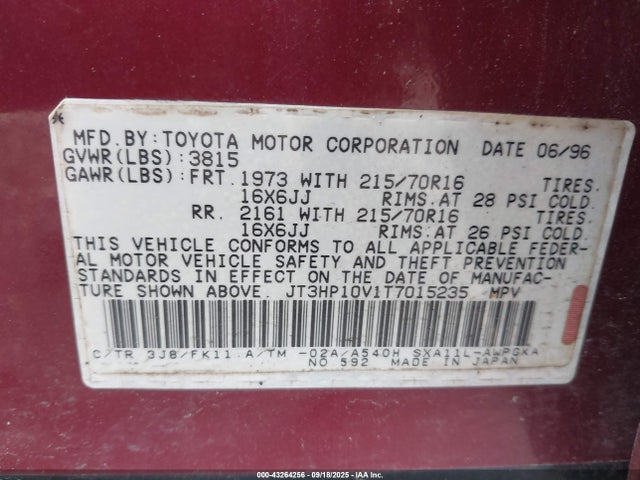 MFD.BY:TOYOTA MOTOR CORPORATION DATE 06/96
GVWR(LBS):3815
GAWR(LBS):FRT. 1973 WITH 215/70R16 TIRES.
16X6JJ RIMS.AT 28 PSI COLD.
RR. 2161 WITH 215/70R16 TIRES.
16X6JJ RIMS.AT 26 PSI COLD.
THIS VEHICLE CONFORMS TO ALL APPLICABLE FEDER-
AL MOTOR VEHICLE SAFETY AND THEFT PREVENTION
STANDARDS IN EFFECT ON THE DATE OF MANUFAC-
TURE SHOWN ABOVE. JT3HP10V1T7015235 MPV
C/TR 3J8/FK11 A/TM -02A/A540H SXA11L-AWPGKA
NO 592 MADE IN JAPAN
000-43264256 - 09/18/2025 - IAA Inc.